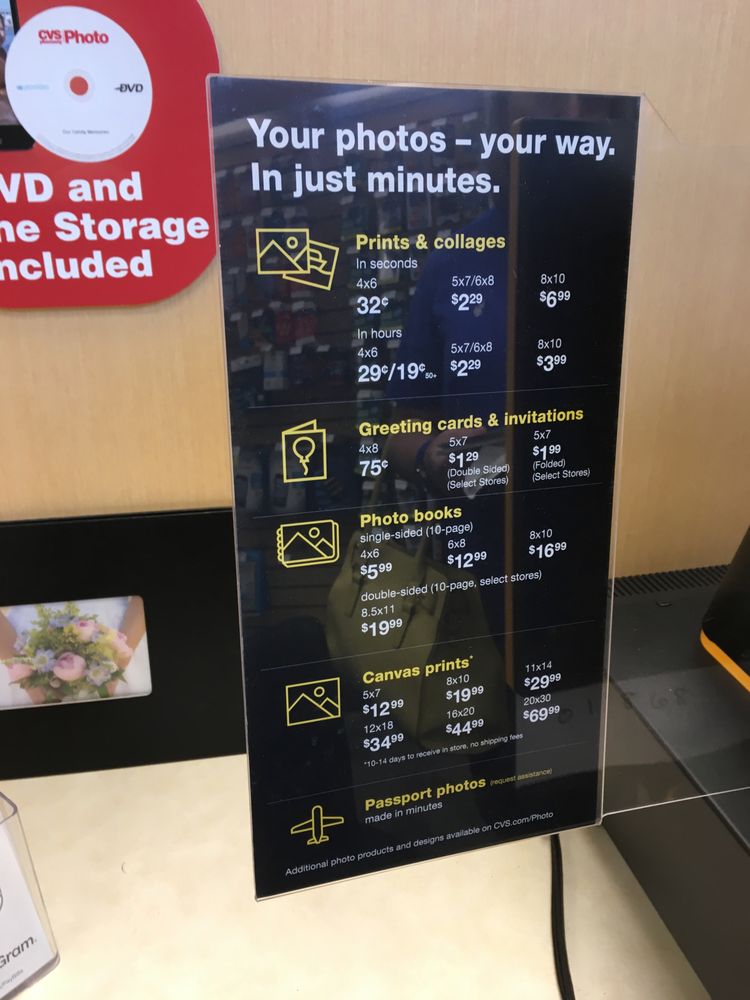 CVS pharmacy Photo
DVD
Our Family Memories
VD and
ne Storage
ncluded
Your photos – your way.
In just minutes.
Prints & collages
In seconds
4x6 5x7/6x8 8x10
32¢ $2.29 $6.99
In hours
4x6 5x7/6x8 8x10
29¢/19¢ 50+ $2.29 $3.99
Greeting cards & invitations
4x8 5x7 5x7
75¢ $1.29 $1.99
(Double Sided) (Folded)
(Select Stores) (Select Stores)
Photo books
single-sided (10-page)
4x6 6x8 8x10
$5.99 $12.99 $16.99
double-sided (10-page, select stores)
8.5x11
$19.99
Canvas prints*
5x7 8x10 11x14
$12.99 $19.99 $29.99
12x18 16x20 20x30
$34.99 $44.99 $69.99
*10-14 days to receive in store, no shipping fees
Passport photos (request assistance)
made in minutes
Additional photo products and designs available on CVS.com/Photo
Gram.